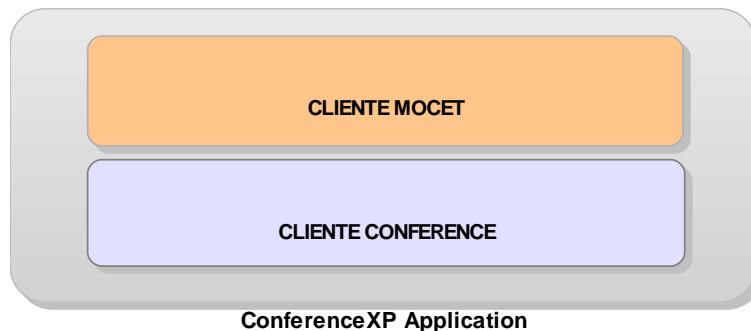 CLIENTE MOCET
CLIENTE CONFERENCE
ConferenceXP Application